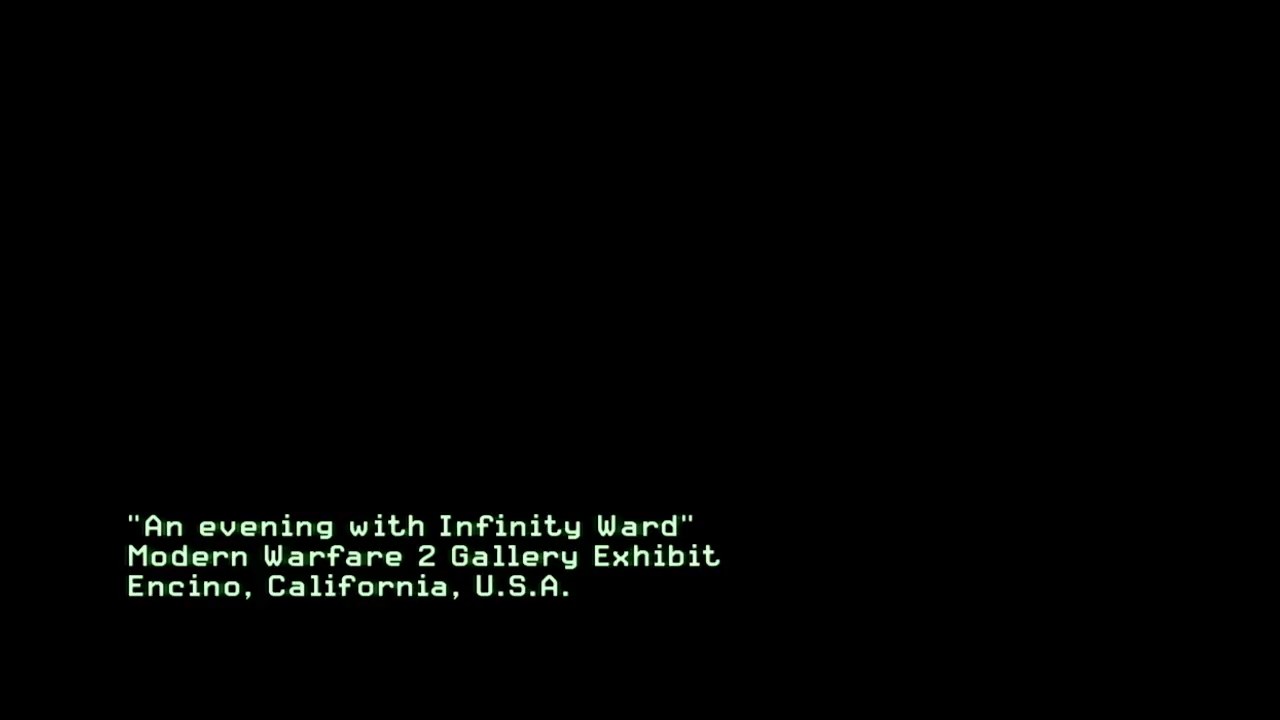 "An evening with Infinity Ward"
Modern Warfare 2 Gallery Exhibit
Encino, California, U.S.A.